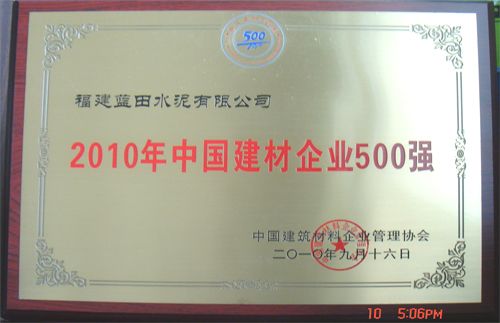 500
福建蓝田水泥有限公司
2010年中国建材企业500强
中国建筑材料企业管理协会
二〇一〇年九月十六日
10 5:06PM